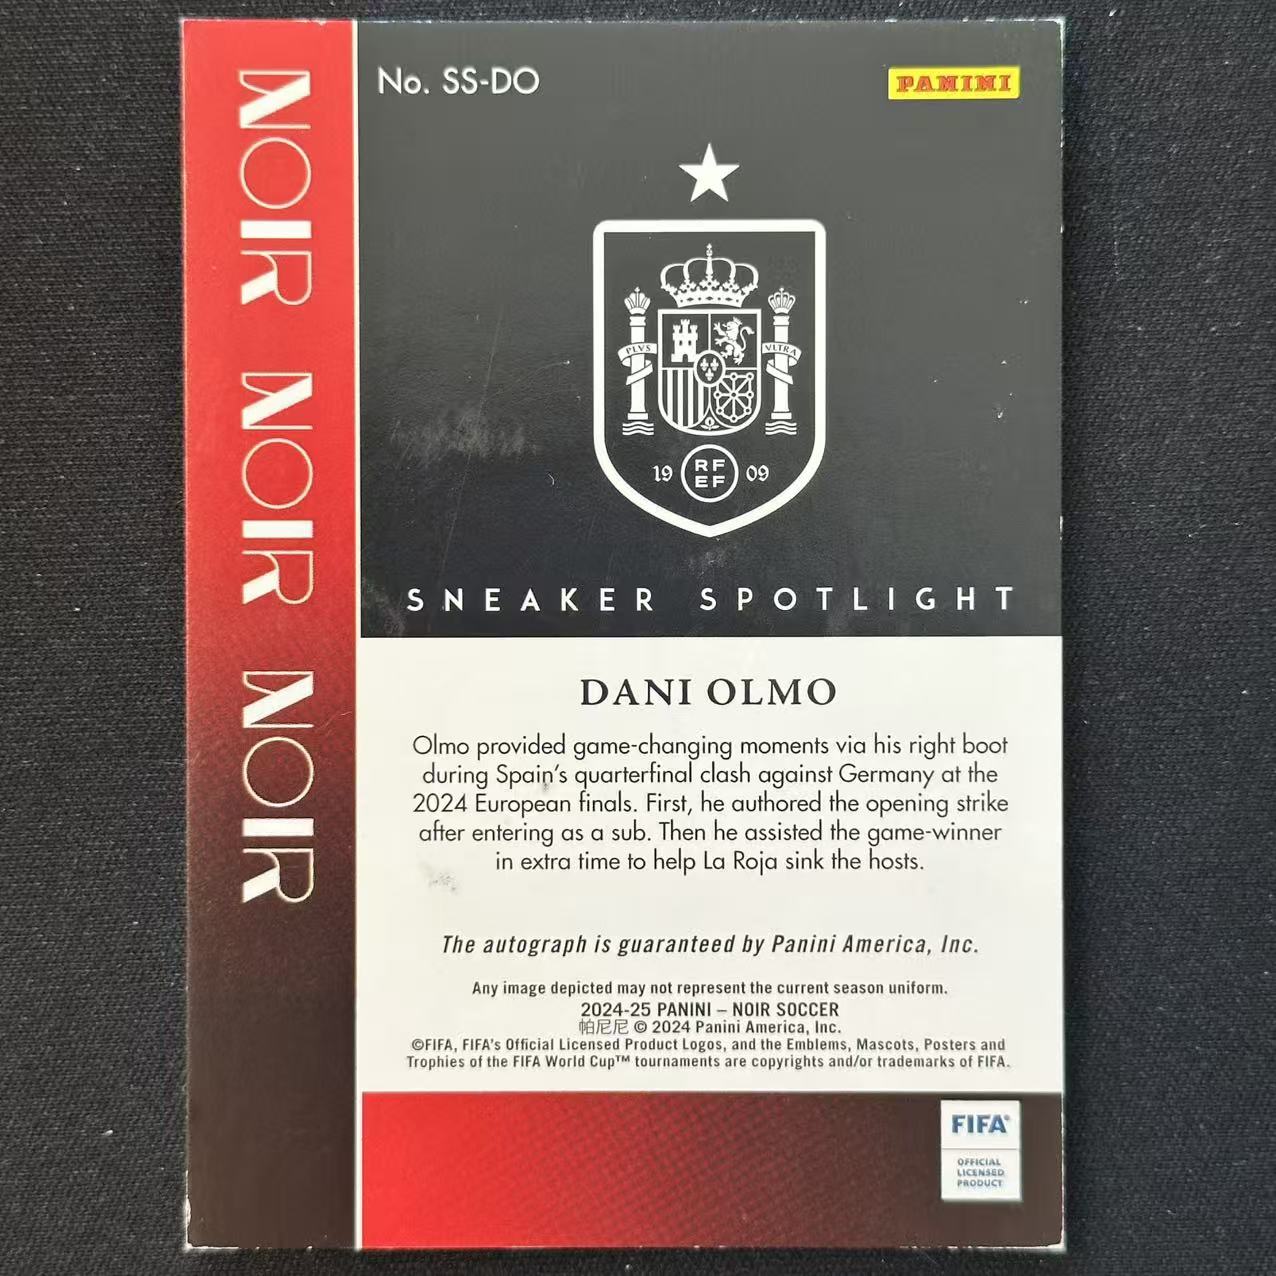 NOIR NOIR NOIR
No. SS-DO
PANINI
PLVS VLTRA
19 RF EF 09
SNEAKER SPOTLIGHT
DANI OLMO
Olmo provided game-changing moments via his right boot
during Spain's quarterfinal clash against Germany at the
2024 European finals. First, he authored the opening strike
after entering as a sub. Then he assisted the game-winner
in extra time to help La Roja sink the hosts.
The autograph is guaranteed by Panini America, Inc.
Any image depicted may not represent the current season uniform.
2024-25 PANINI – NOIR SOCCER
帕尼尼 © 2024 Panini America, Inc.
©FIFA, FIFA's Official Licensed Product Logos, and the Emblems, Mascots, Posters and
Trophies of the FIFA World Cup™ tournaments are copyrights and/or trademarks of FIFA.
FIFA®
OFFICIAL
LICENSED
PRODUCT